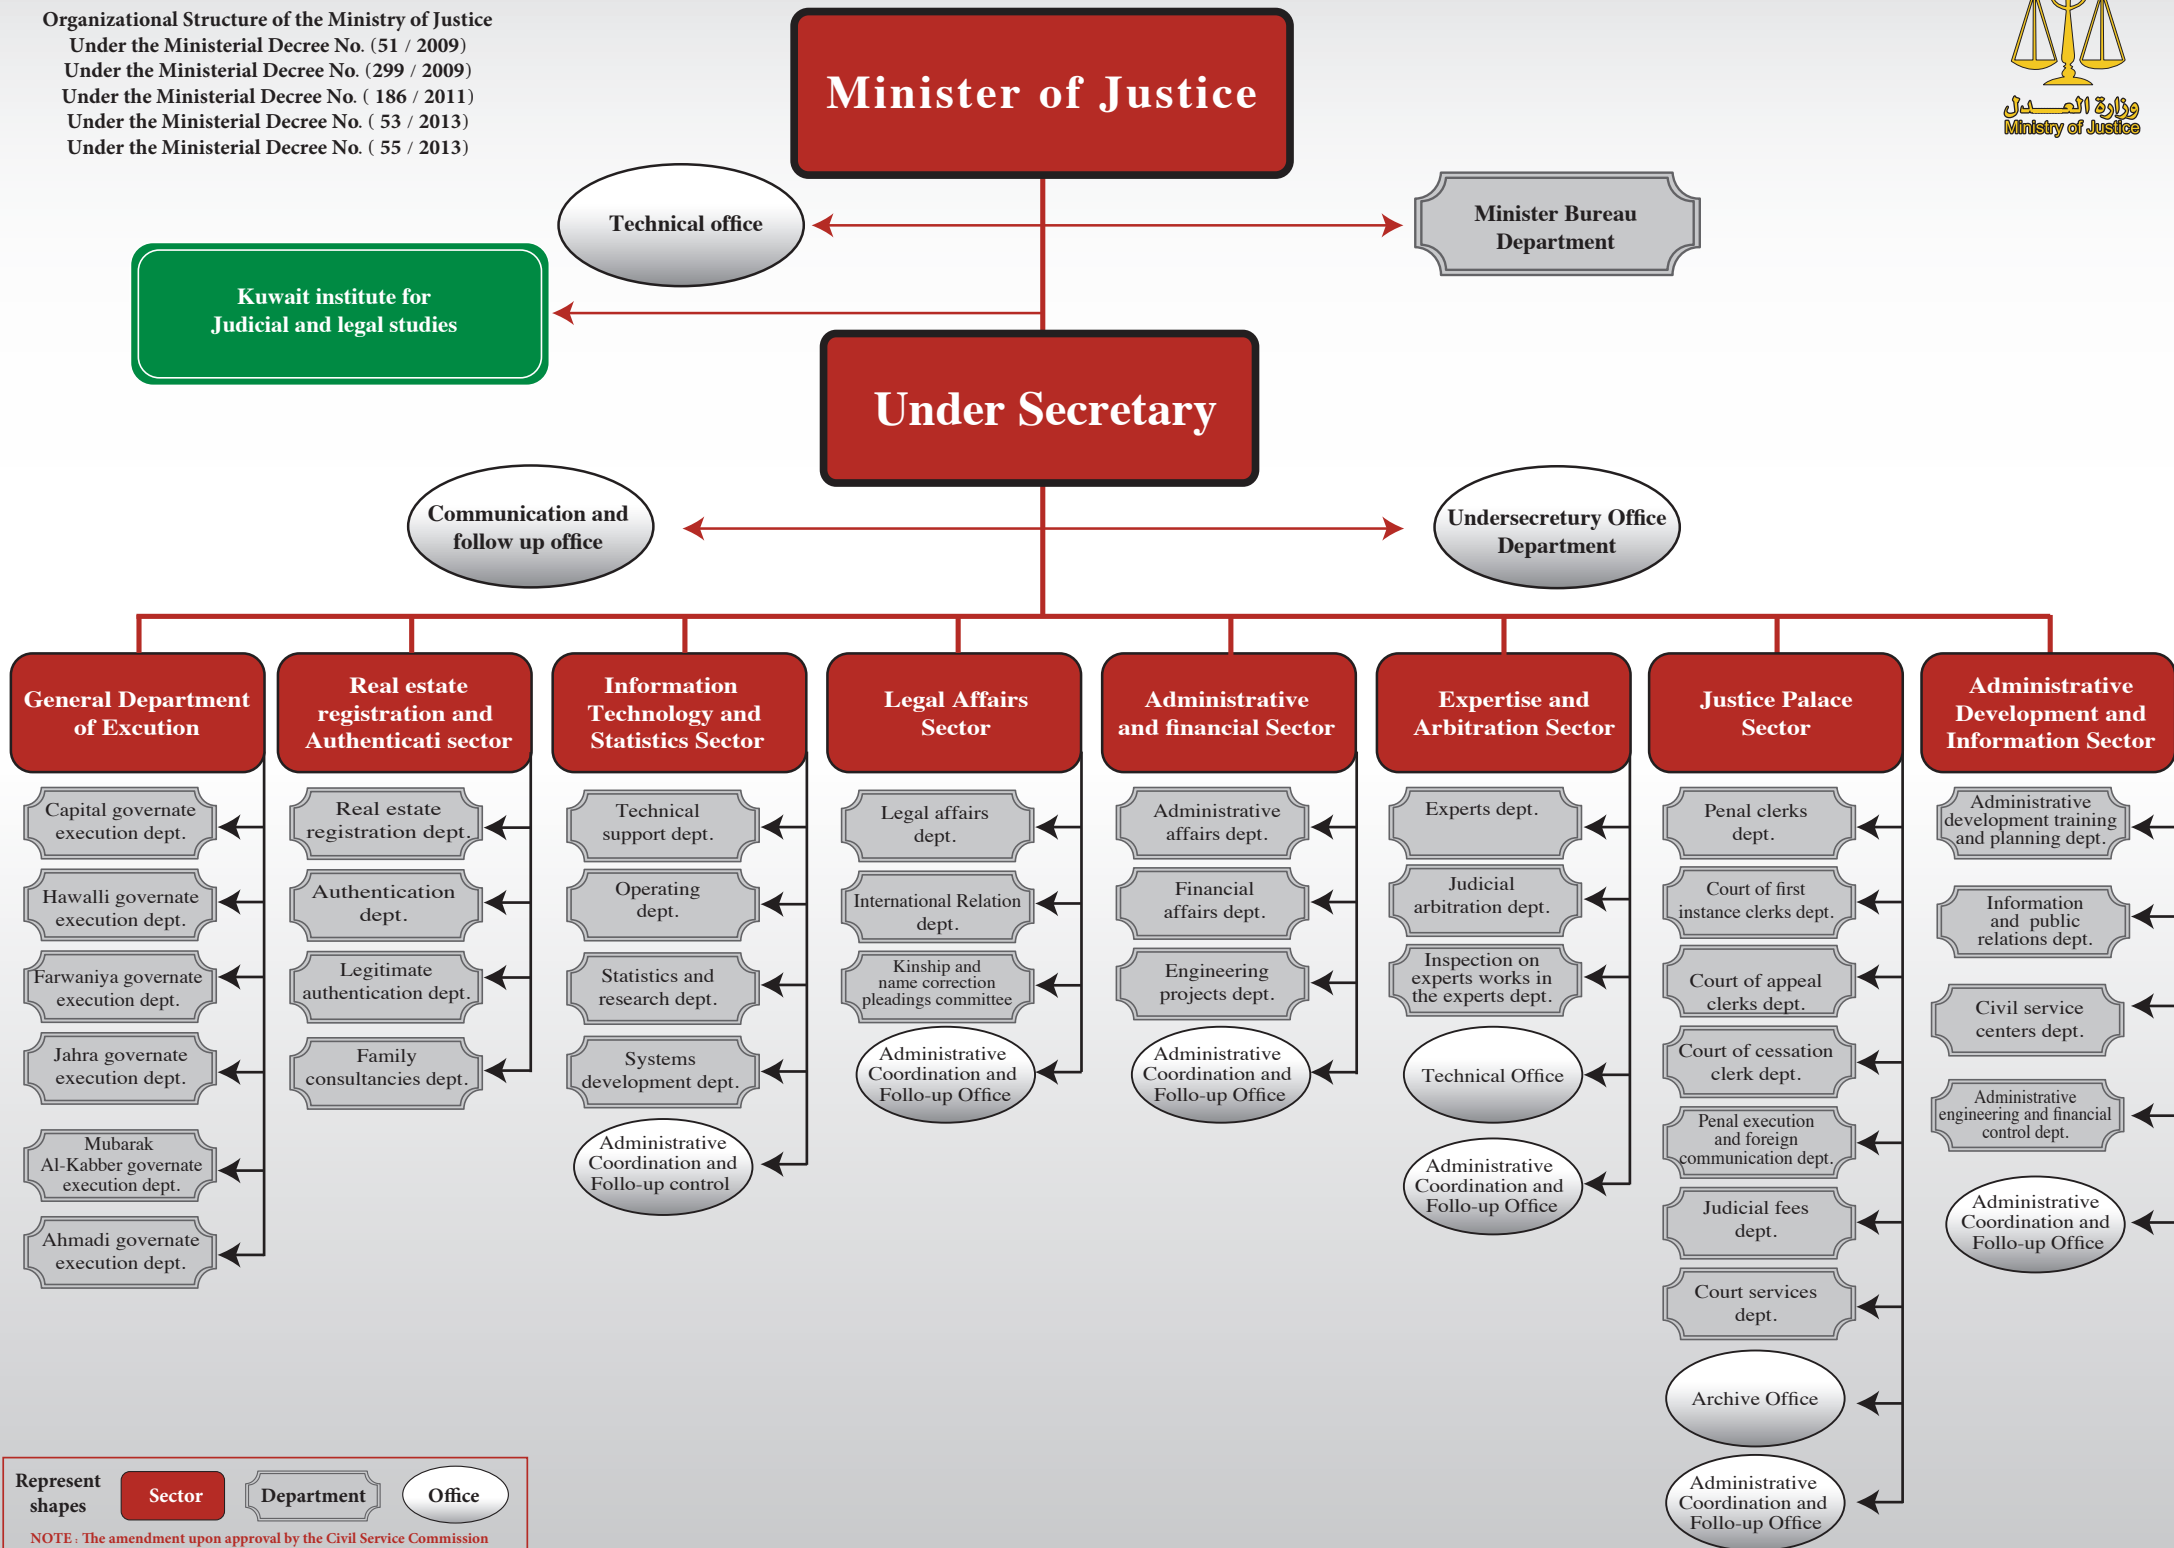 Organizational Structure of the Ministry of Justice
Under the Ministerial Decree No. (51 / 2009)
Under the Ministerial Decree No. (299 / 2009)
Under the Ministerial Decree No. ( 186 / 2011)
Under the Ministerial Decree No. ( 53 / 2013)
Under the Ministerial Decree No. ( 55 / 2013)
Minister of Justice
وزارة العـــدل
Ministry of Justice
Technical office
Minister Bureau
Department
Kuwait institute for
Judicial and legal studies
Under Secretary
Communication and
follow up office
Undersecretury Office
Department
General Department
of Excution
Capital governate
execution dept.
Hawalli governate
execution dept.
Farwaniya governate
execution dept.
Jahra governate
execution dept.
Mubarak
Al-Kabber governate
execution dept.
Ahmadi governate
execution dept.
Real estate
registration and
Authenticati sector
Real estate
registration dept.
Authentication
dept.
Legitimate
authentication dept.
Family
consultancies dept.
Information
Technology and
Statistics Sector
Technical
support dept.
Operating
dept.
Statistics and
research dept.
Systems
development dept.
Administrative
Coordination and
Follo-up control
Legal Affairs
Sector
Legal affairs
dept.
International Relation
dept.
Kinship and
name correction
pleadings committee
Administrative
Coordination and
Follo-up Office
Administrative
and financial Sector
Administrative
affairs dept.
Financial
affairs dept.
Engineering
projects dept.
Administrative
Coordination and
Follo-up Office
Expertise and
Arbitration Sector
Experts dept.
Judicial
arbitration dept.
Inspection on
experts works in
the experts dept.
Technical Office
Administrative
Coordination and
Follo-up Office
Justice Palace
Sector
Penal clerks
dept.
Court of first
instance clerks dept.
Court of appeal
clerks dept.
Court of cessation
clerk dept.
Penal execution
and foreign
communication dept.
Judicial fees
dept.
Court services
dept.
Archive Office
Administrative
Coordination and
Follo-up Office
Administrative
Development and
Information Sector
Administrative
development training
and planning dept.
Information
and public
relations dept.
Civil service
centers dept.
Administrative
engineering and financial
control dept.
Administrative
Coordination and
Follo-up Office
Represent
shapes
Sector
Department
Office
NOTE : The amendment upon approval by the Civil Service Commission